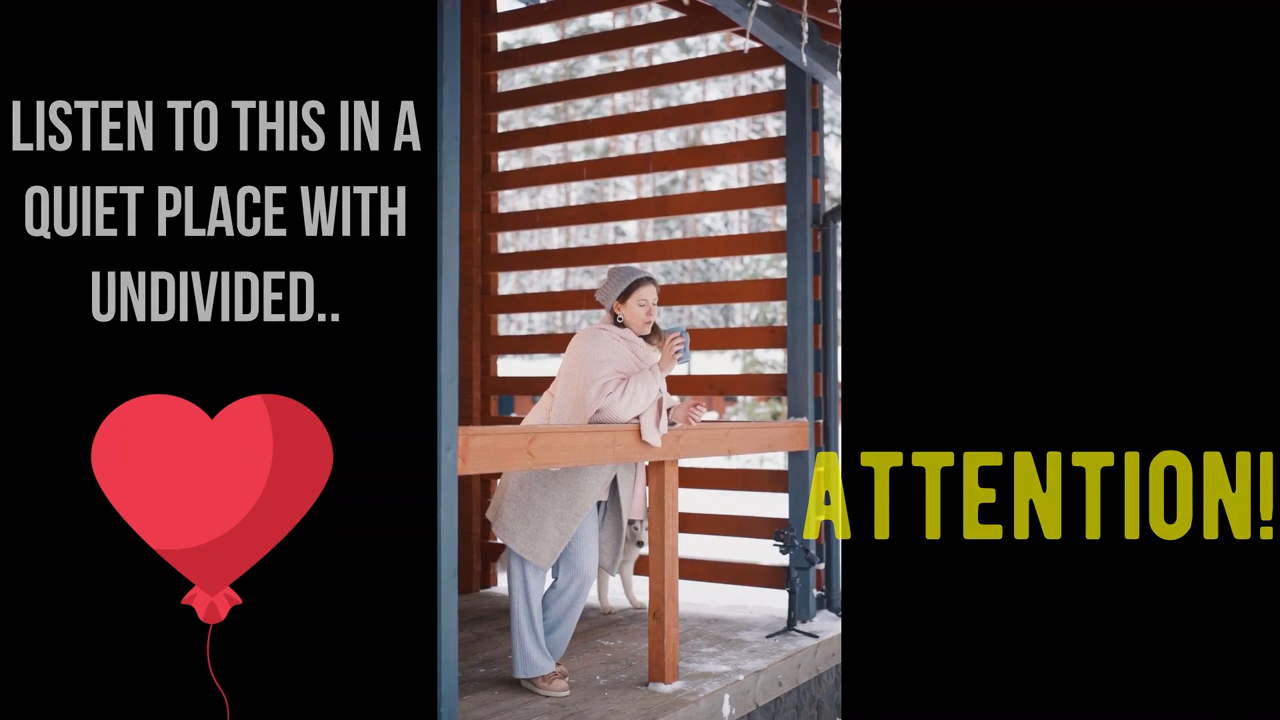 LISTEN TO THIS IN A
QUIET PLACE WITH
UNDIVIDED..
ATTENTION!